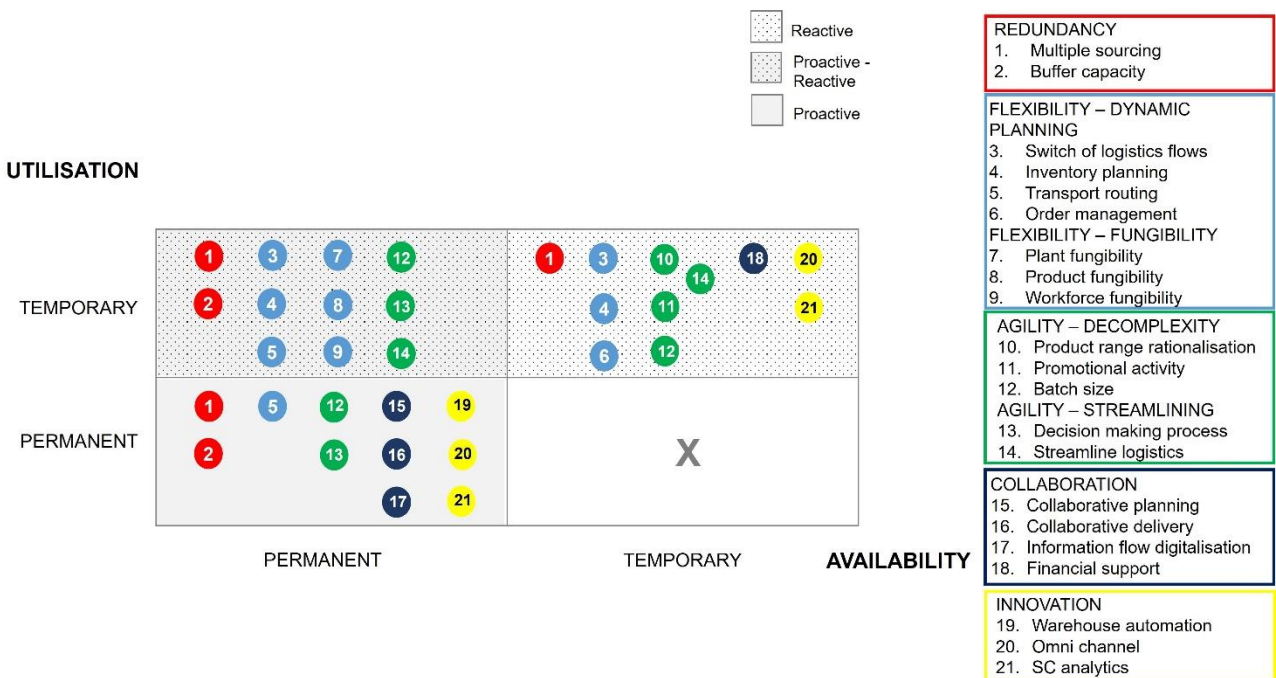 Reactive
Proactive -
Reactive
Proactive
UTILISATION
TEMPORARY
1 3 7 12
2 4 8 13
5 9 14
1 3 10 18 20
14
4 11 21
6 12
PERMANENT
1 5 12 15 19
2 13 16 20
17 21
X
PERMANENT
TEMPORARY
AVAILABILITY
REDUNDANCY
1. Multiple sourcing
2. Buffer capacity
FLEXIBILITY – DYNAMIC
PLANNING
3. Switch of logistics flows
4. Inventory planning
5. Transport routing
6. Order management
FLEXIBILITY – FUNGIBILITY
7. Plant fungibility
8. Product fungibility
9. Workforce fungibility
AGILITY – DECOMPLEXITY
10. Product range rationalisation
11. Promotional activity
12. Batch size
AGILITY – STREAMLINING
13. Decision making process
14. Streamline logistics
COLLABORATION
15. Collaborative planning
16. Collaborative delivery
17. Information flow digitalisation
18. Financial support
INNOVATION
19. Warehouse automation
20. Omni channel
21. SC analytics